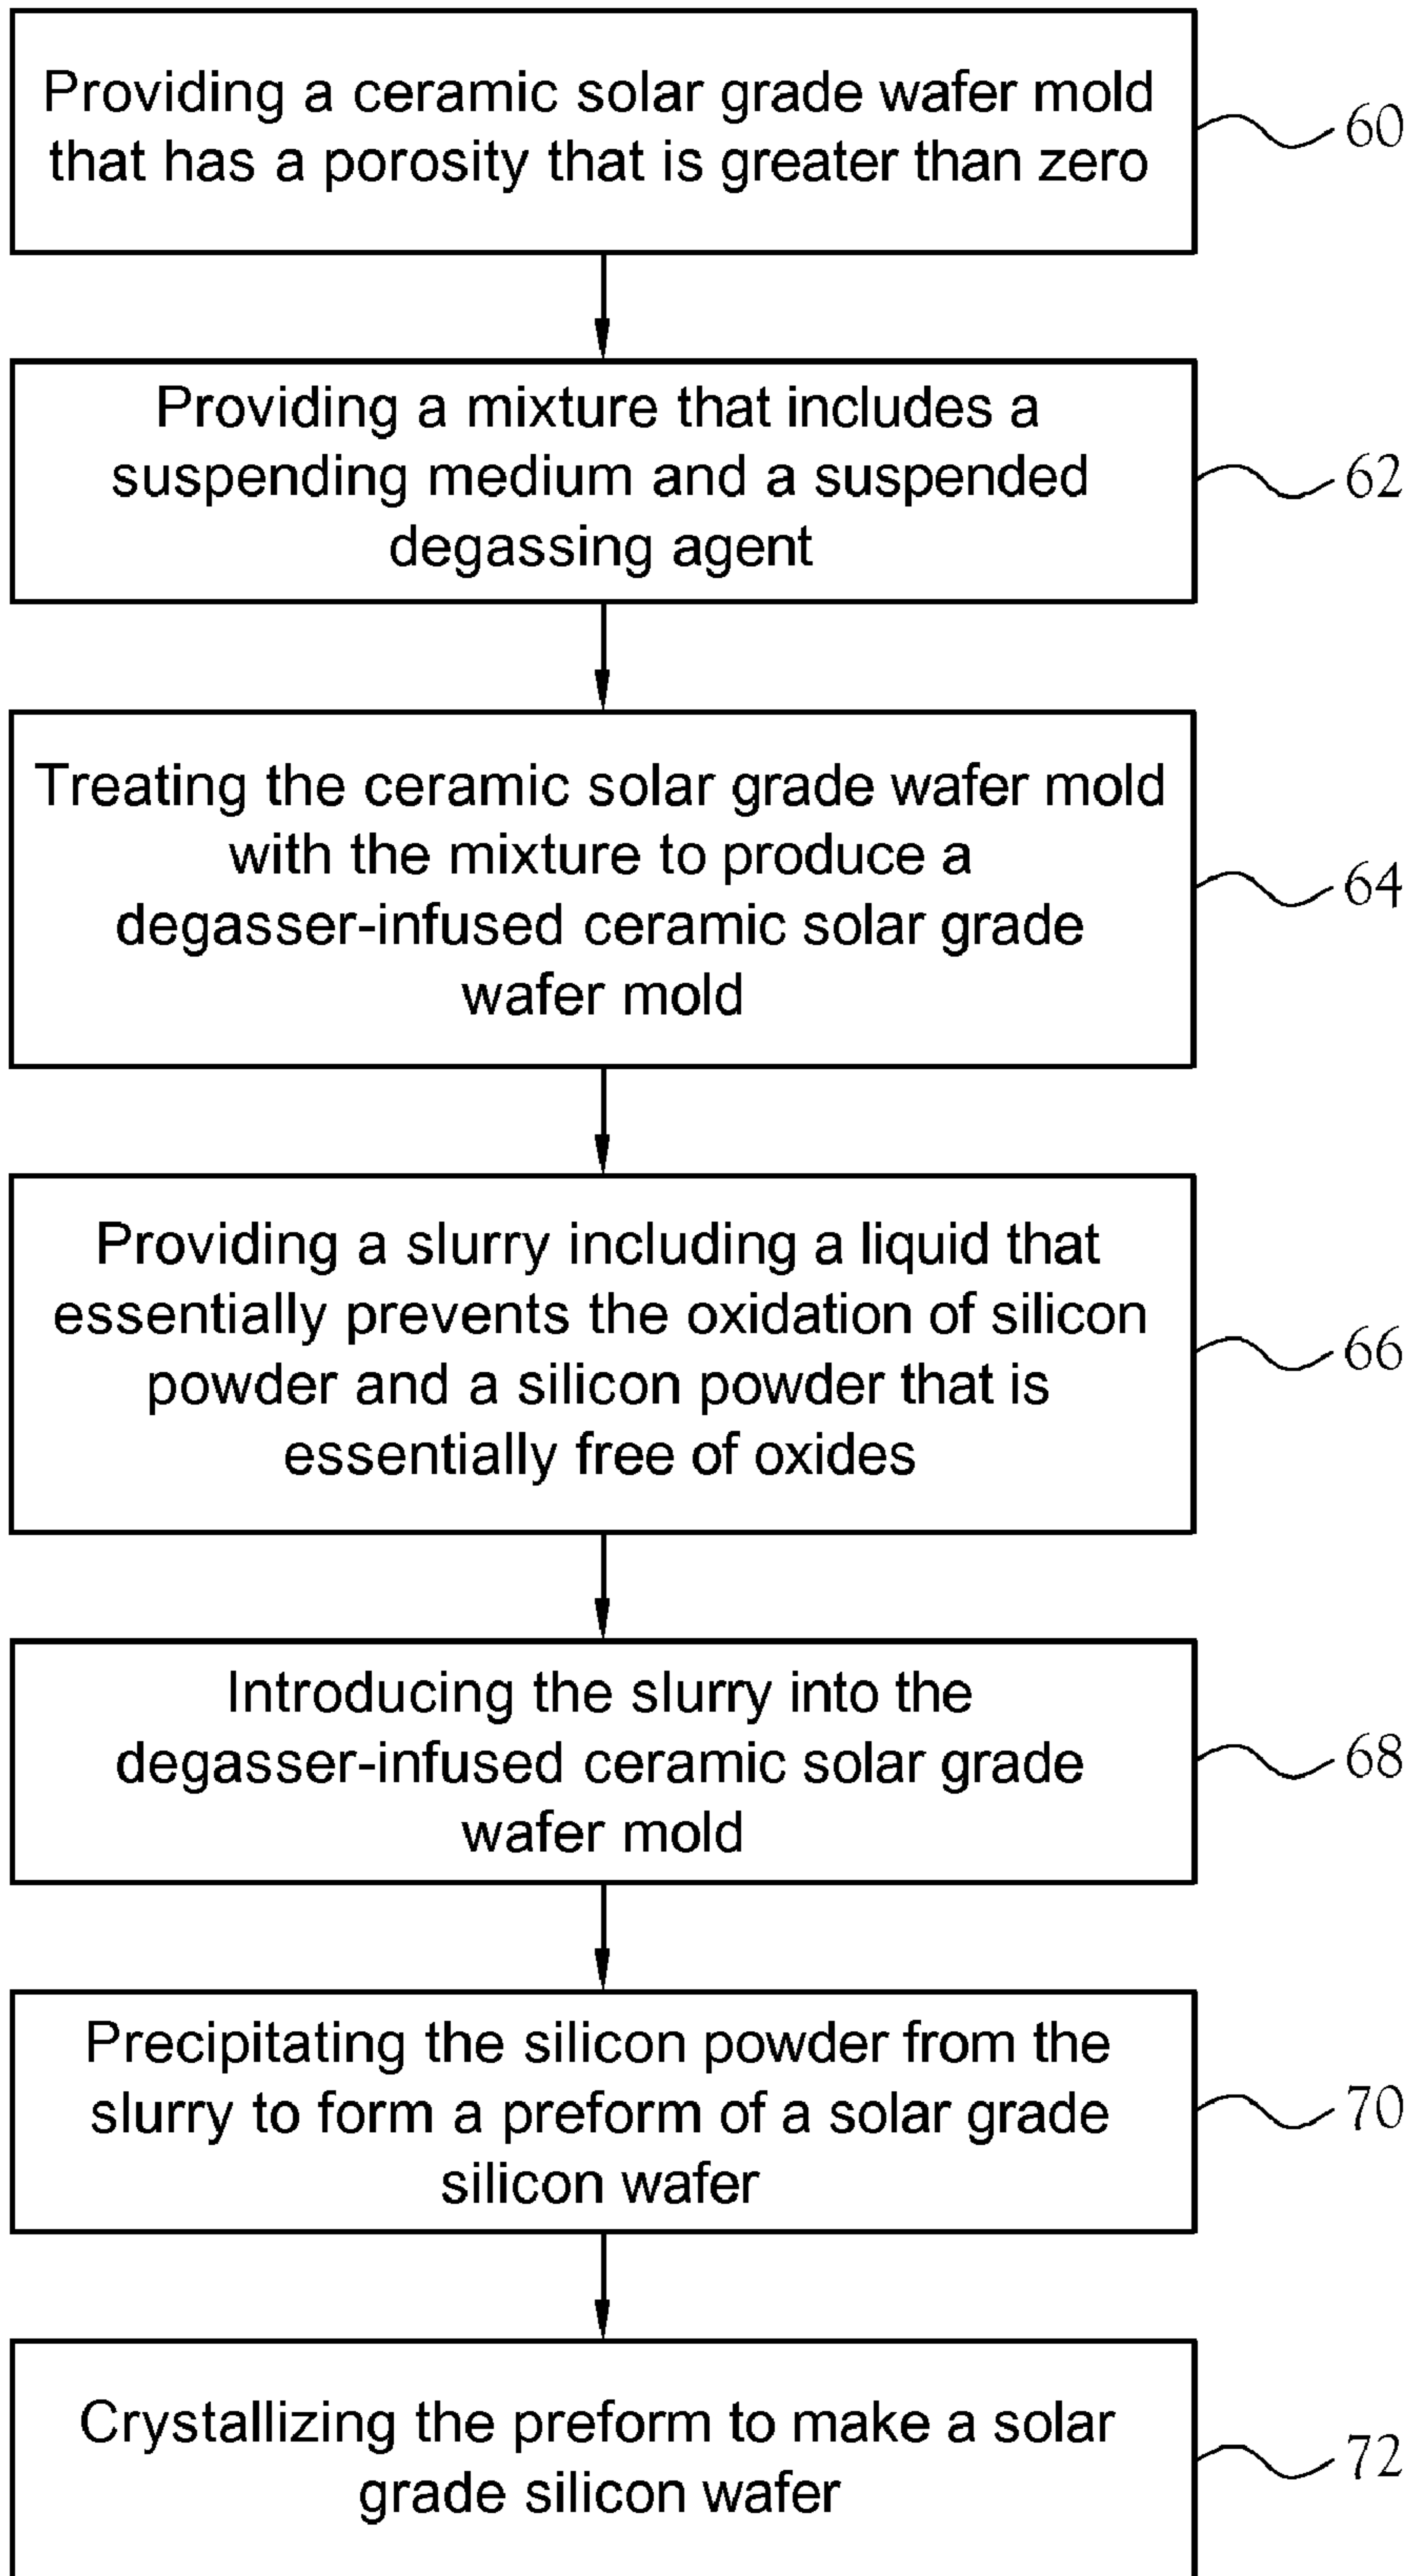 Providing a ceramic solar grade wafer mold
that has a porosity that is greater than zero
60
Providing a mixture that includes a
suspending medium and a suspended
degassing agent
62
Treating the ceramic solar grade wafer mold
with the mixture to produce a
degasser-infused ceramic solar grade
wafer mold
64
Providing a slurry including a liquid that
essentially prevents the oxidation of silicon
powder and a silicon powder that is
essentially free of oxides
66
Introducing the slurry into the
degasser-infused ceramic solar grade
wafer mold
68
Precipitating the silicon powder from the
slurry to form a preform of a solar grade
silicon wafer
70
Crystallizing the preform to make a solar
grade silicon wafer
72